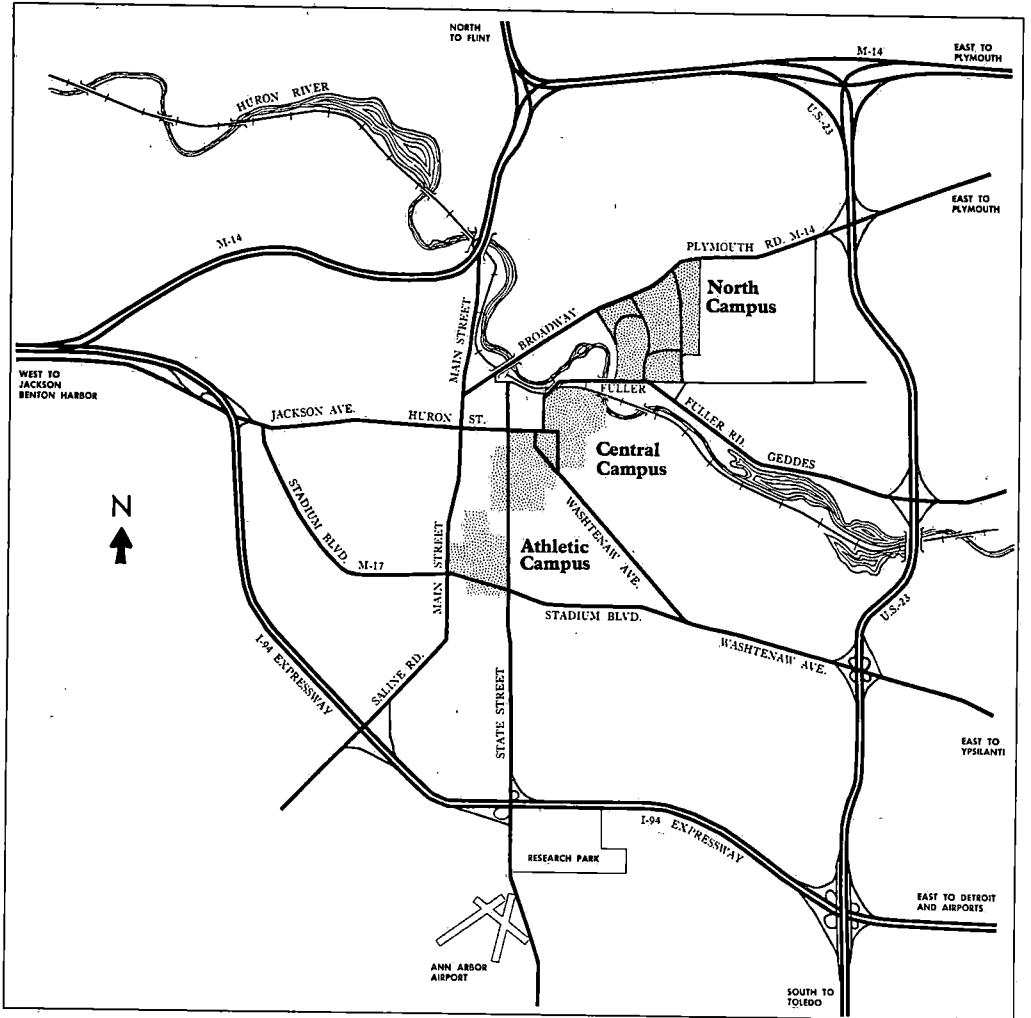 NORTH
TO FLINT
M-14
EAST TO
PLYMOUTH
HURON RIVER
U.S.-23
EAST TO
PLYMOUTH
M-14
PLYMOUTH RD. M-14
North
Campus
MAIN STREET
BROADWAY
WEST TO
JACKSON
BENTON HARBOR
FULLER
JACKSON AVE.
HURON ST.
FULLER RD.
GEDDES
Central
Campus
N
STADIUM BLVD.
M-17
MAIN STREET
WASHTENAW AVE.
Athletic
Campus
STADIUM BLVD.
U.S.-23
WASHTENAW AVE.
I-94 EXPRESSWAY
SALINE RD.
STATE STREET
EAST TO
YPSILANTI
I-94 EXPRESSWAY
RESEARCH PARK
EAST TO DETROIT
AND AIRPORTS
ANN ARBOR
AIRPORT
SOUTH TO
TOLEDO